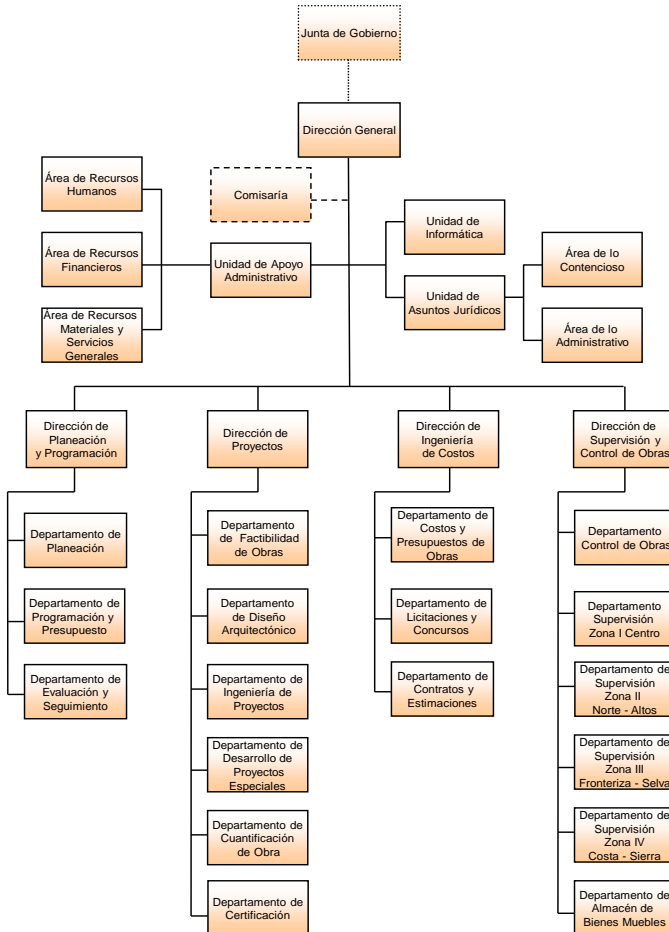 Junta de Gobierno
Dirección General
Comisaría
Área de Recursos
Humanos
Área de Recursos
Financieros
Área de Recursos
Materiales y
Servicios
Generales
Unidad de Apoyo
Administrativo
Unidad de
Informática
Unidad de
Asuntos Jurídicos
Área de lo
Contencioso
Área de lo
Administrativo
Dirección de
Planeación
y Programación
Departamento de
Planeación
Departamento de
Programación y
Presupuesto
Departamento de
Evaluación y
Seguimiento
Dirección de
Proyectos
Departamento
de Factibilidad
de Obras
Departamento
de Diseño
Arquitectónico
Departamento de
Ingeniería de
Proyectos
Departamento de
Desarrollo de
Proyectos
Especiales
Departamento de
Cuantificación
de Obra
Departamento de
Certificación
Dirección de
Ingeniería
de Costos
Departamento de
Costos y
Presupuestos de
Obras
Departamento de
Licitaciones y
Concursos
Departamento de
Contratos y
Estimaciones
Dirección de
Supervisión y
Control de Obras
Departamento
Control de Obras
Departamento
Supervisión
Zona I Centro
Departamento de
Supervisión
Zona II
Norte - Altos
Departamento de
Supervisión
Zona III
Fronteriza - Selva
Departamento de
Supervisión
Zona IV
Costa - Sierra
Departamento de
Almacén de
Bienes Muebles